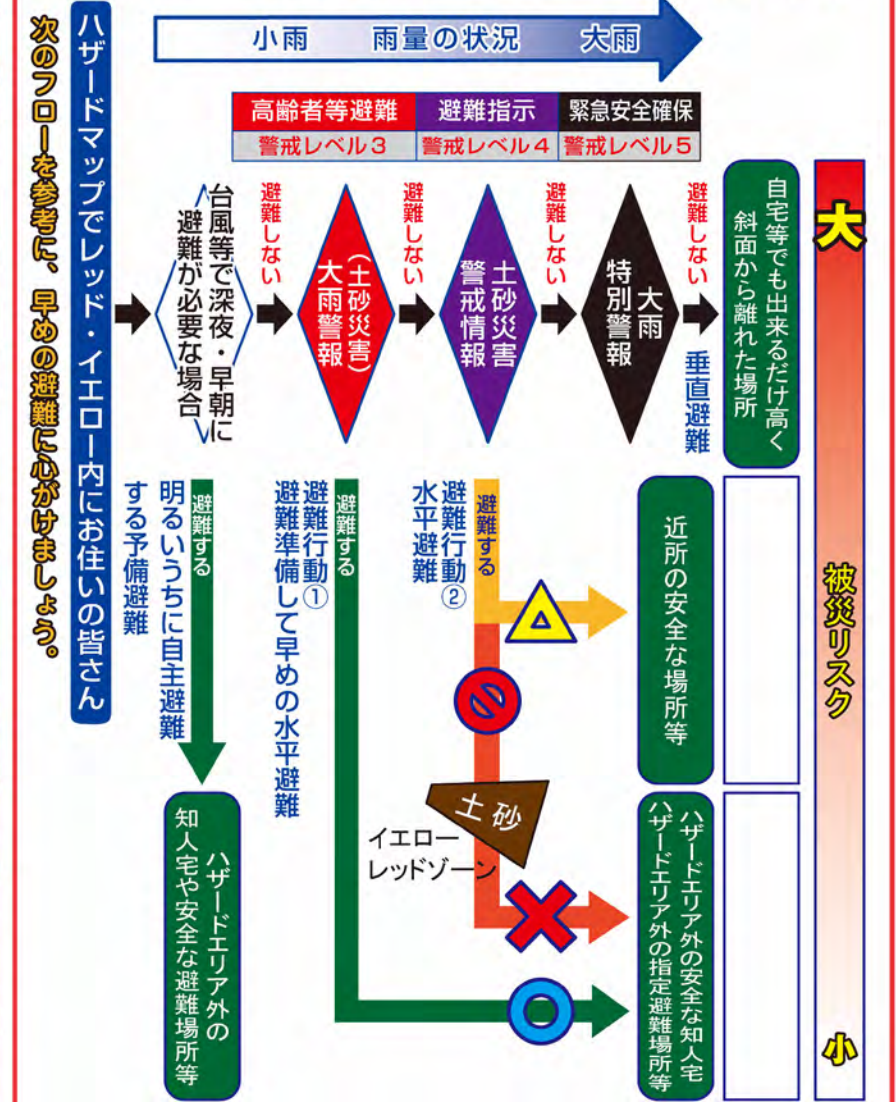 ハザードマップでレッド・イエロー内にお住いの皆さん
次のフローを参考に、早めの避難に心がけましょう。
小雨 雨量の状況 大雨
高齢者等避難 避難指示 緊急安全確保
警戒レベル3 警戒レベル4 警戒レベル5
台風等で深夜・早朝に
避難が必要な場合
避難しない
(土砂災害)
大雨警報
避難しない
土砂災害
警戒情報
避難しない
大雨
特別警報
避難しない
垂直避難
自宅等でも出来るだけ高く
斜面から離れた場所
避難する
明るいうちに自主避難
する予備避難
ハザードエリア外の
知人宅や安全な避難場所等
避難する
避難行動①
避難準備して早めの水平避難
避難する
避難行動②
水平避難
近所の安全な場所等
土砂
イエロー
レッドゾーン
ハザードエリア外の安全な知人宅
ハザードエリア外の指定避難場所等
大
被災リスク
小